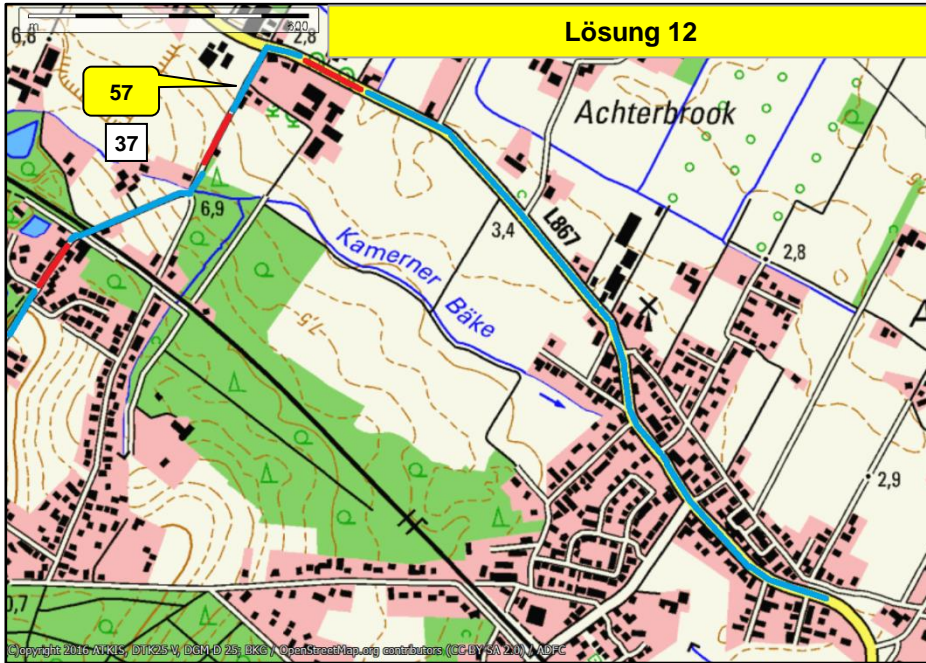 Lösung 12
m
600
6,8
2,8
57
37
Achterbrook
6,9
3,4
L867
2,8
Kamerner Bäke
7,5
2,9
A
0,7
Copyright 2016 ATKIS, DTK25-V, DGM-D 25, BKG / OpenStreetMap.org contributors (CC-BY-SA 2.0) / ADFC